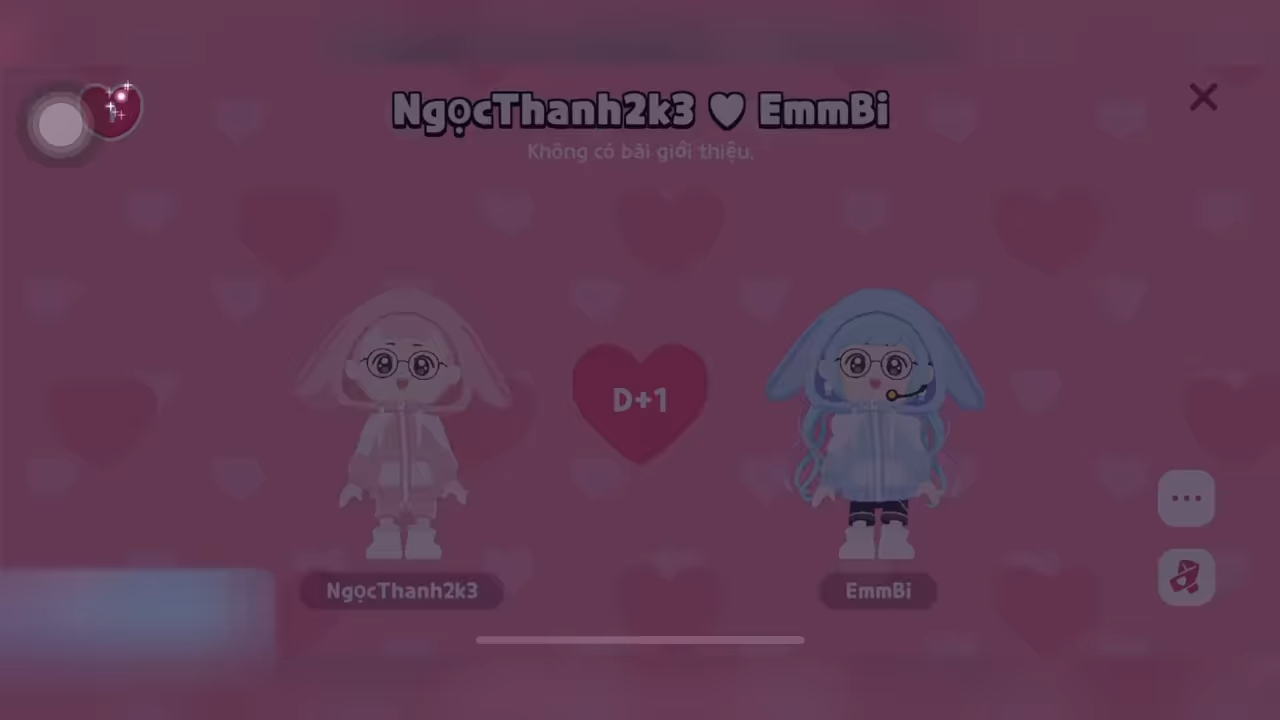 NgọcThanh2k3 ♥ EmmBi
Không có bài giới thiệu.
D+1
NgọcThanh2k3
EmmBi